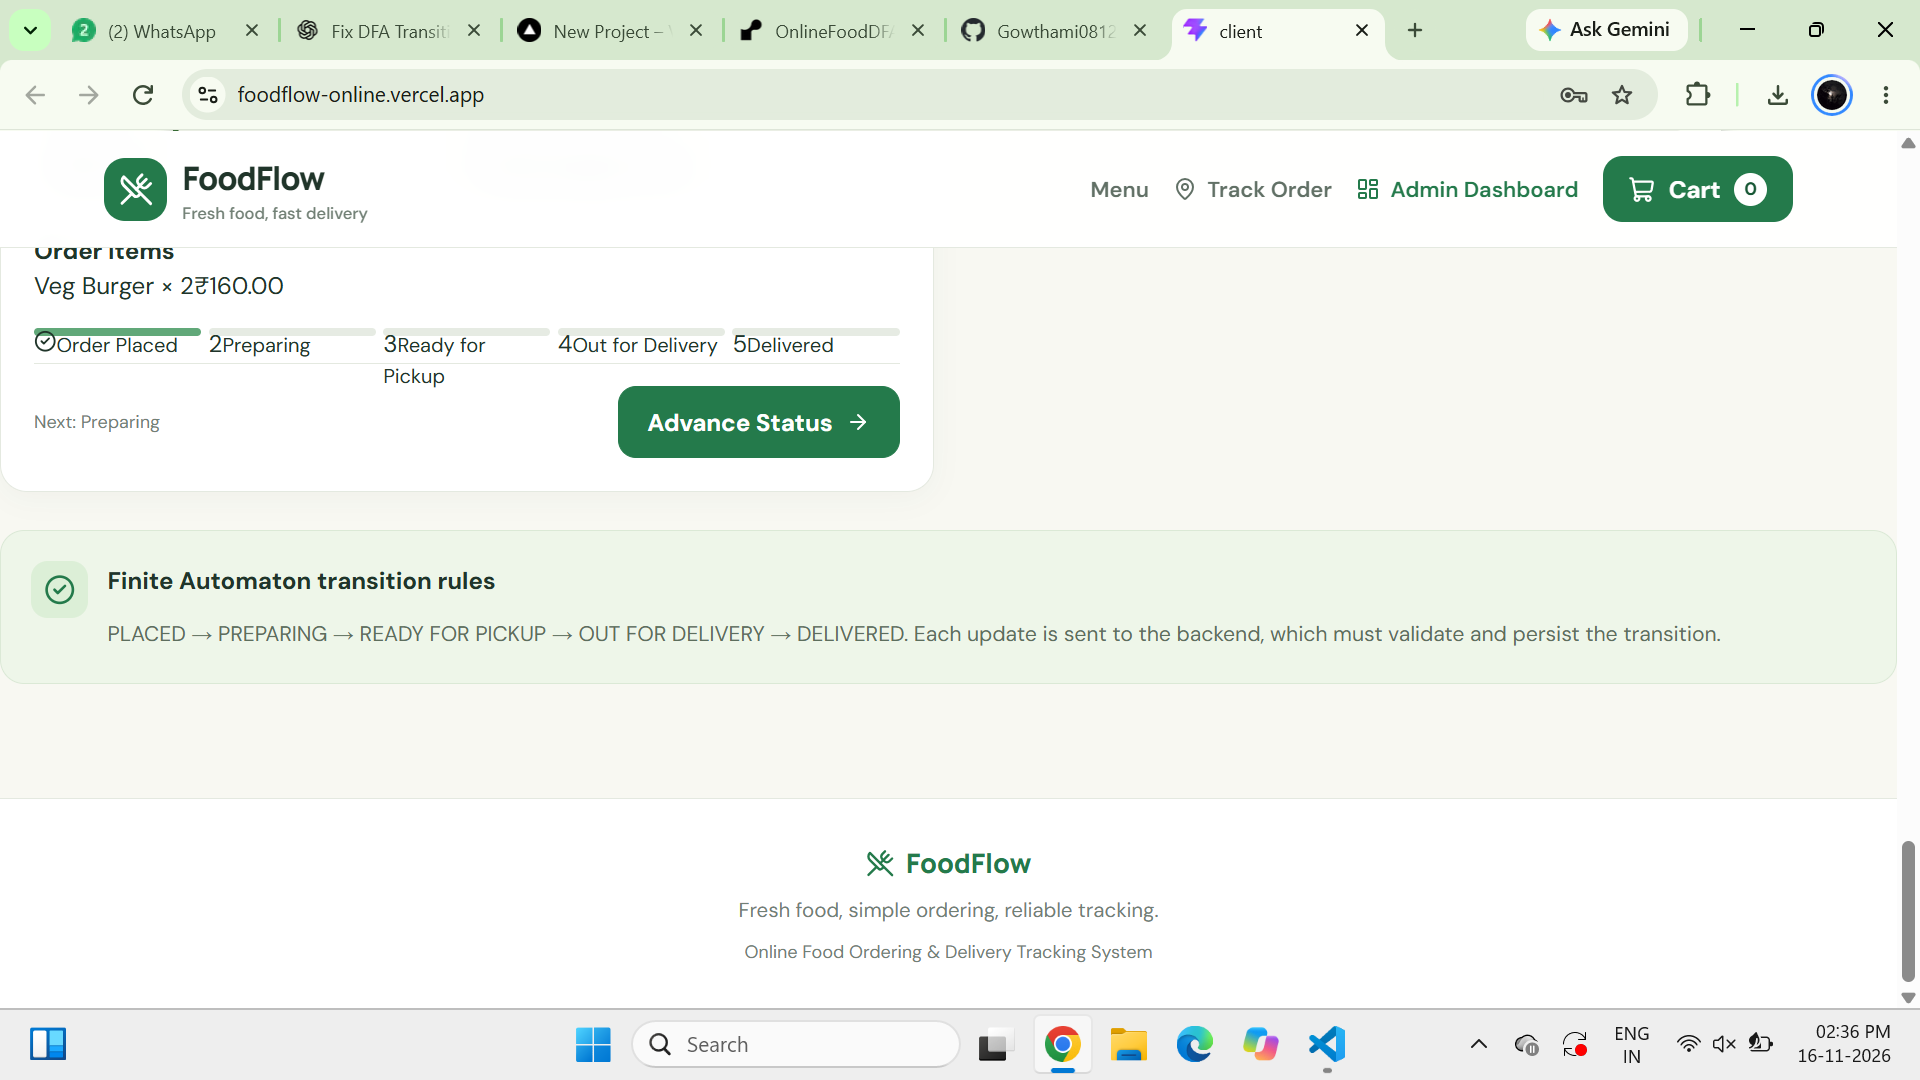 2 (2) WhatsApp
Fix DFA Transiti
New Project –
OnlineFoodDFA
Gowthami0812
client
Ask Gemini
foodflow-online.vercel.app
FoodFlow
Fresh food, fast delivery
Menu
Track Order
Admin Dashboard
Cart 0
Order Items
Veg Burger × 2₹160.00
Order Placed
2Preparing
3Ready for
Pickup
4Out for Delivery
5Delivered
Next: Preparing
Advance Status →
Finite Automaton transition rules
PLACED → PREPARING → READY FOR PICKUP → OUT FOR DELIVERY → DELIVERED. Each update is sent to the backend, which must validate and persist the transition.
FoodFlow
Fresh food, simple ordering, reliable tracking.
Online Food Ordering & Delivery Tracking System
Search
ENG
IN
02:36 PM
16-11-2026